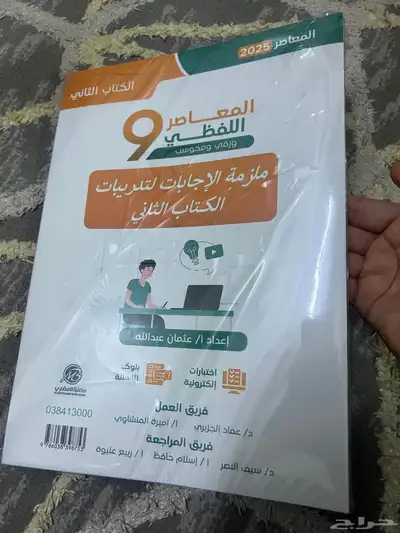 المعاصر 2025
الكتاب الثاني
المعاصر
اللفظي
9
ورقي ومحوسب
ملزمة الإجابات لتدريبات
الكتاب الثاني
إعداد أ/ عثمان عبدالله
اختبارات
إلكترونية
بنوك
الأسئلة
038413000
فريق العمل
د/ عماد الجزيري أ/ أميرة المنشاوي
فريق المراجعة
د/ سيف النصر أ/ إسلام حافظ أ/ ربيع عليوة
حراج